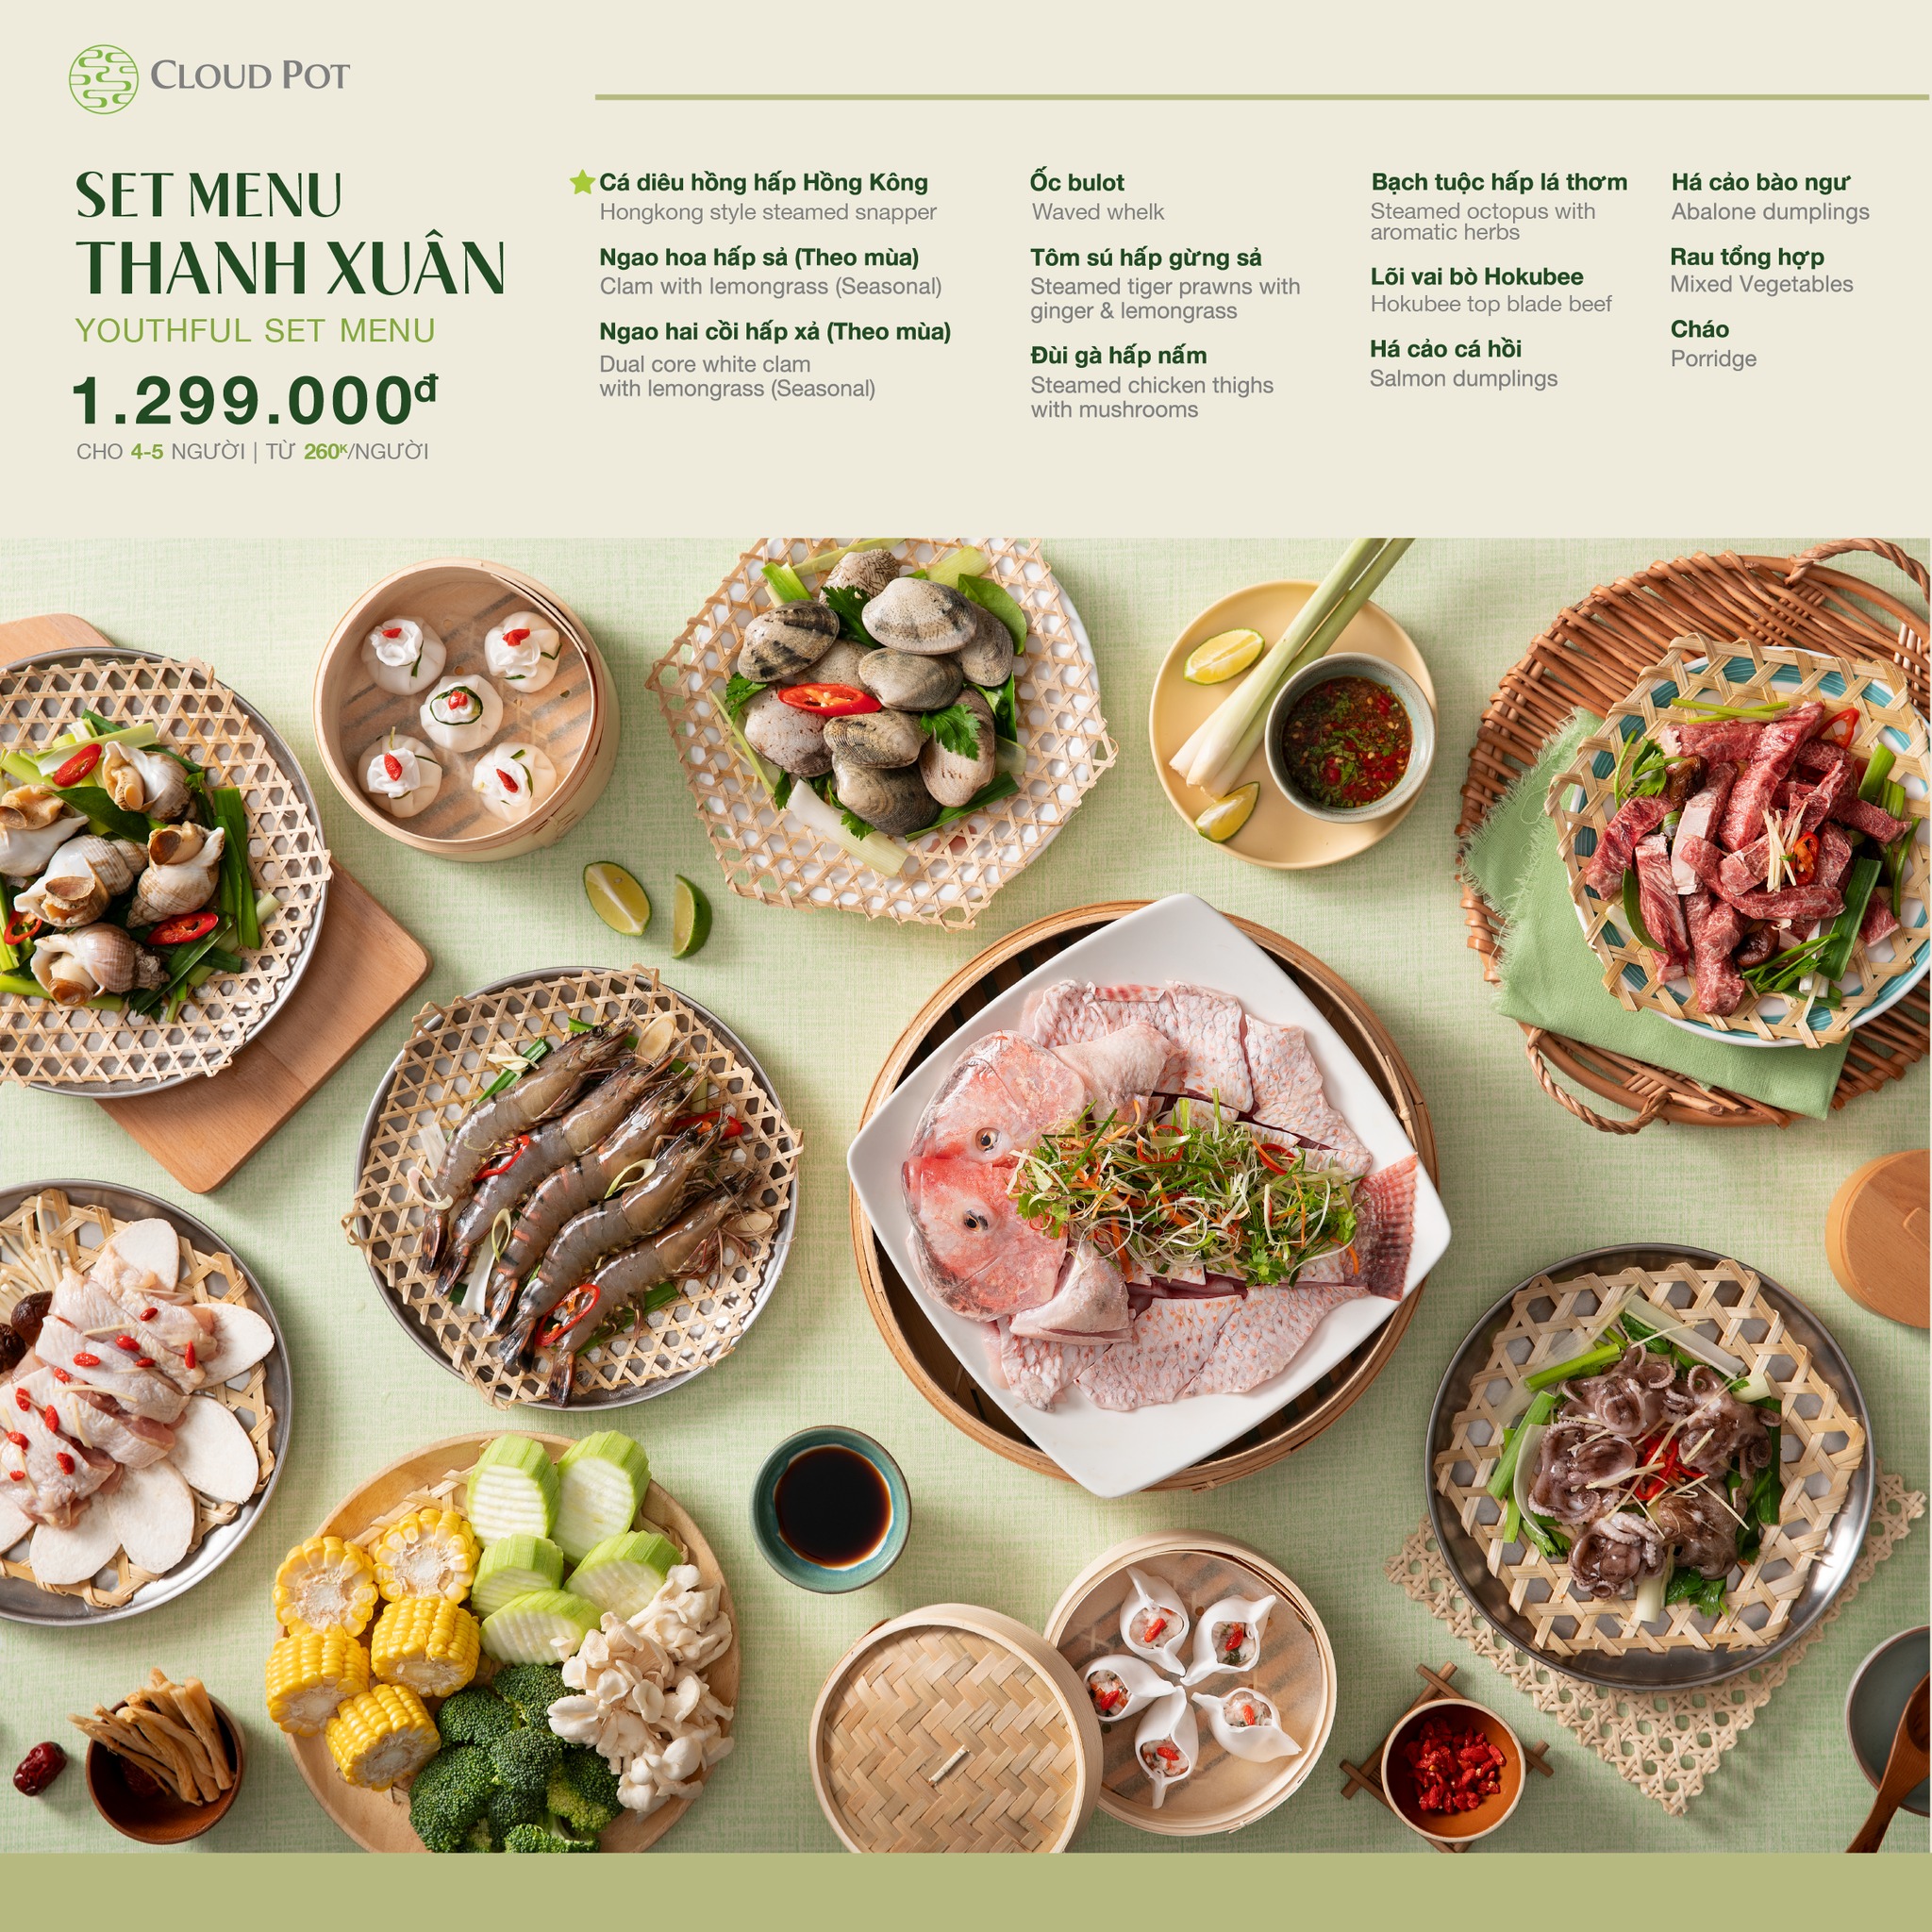 CLOUD POT
SET MENU
THANH XUÂN
YOUTHFUL SET MENU
1.299.000đ
CHO 4-5 NGƯỜI | TỪ 260K/NGƯỜI
Cá diêu hồng hấp Hồng Kông
Hongkong style steamed snapper
Ngao hoa hấp sả (Theo mùa)
Clam with lemongrass (Seasonal)
Ngao hai cồi hấp xả (Theo mùa)
Dual core white clam
with lemongrass (Seasonal)
Ốc bulot
Waved whelk
Tôm sú hấp gừng sả
Steamed tiger prawns with
ginger & lemongrass
Đùi gà hấp nấm
Steamed chicken thighs
with mushrooms
Bạch tuộc hấp lá thơm
Steamed octopus with
aromatic herbs
Lõi vai bò Hokubee
Hokubee top blade beef
Há cảo cá hồi
Salmon dumplings
Há cảo bào ngư
Abalone dumplings
Rau tổng hợp
Mixed Vegetables
Cháo
Porridge